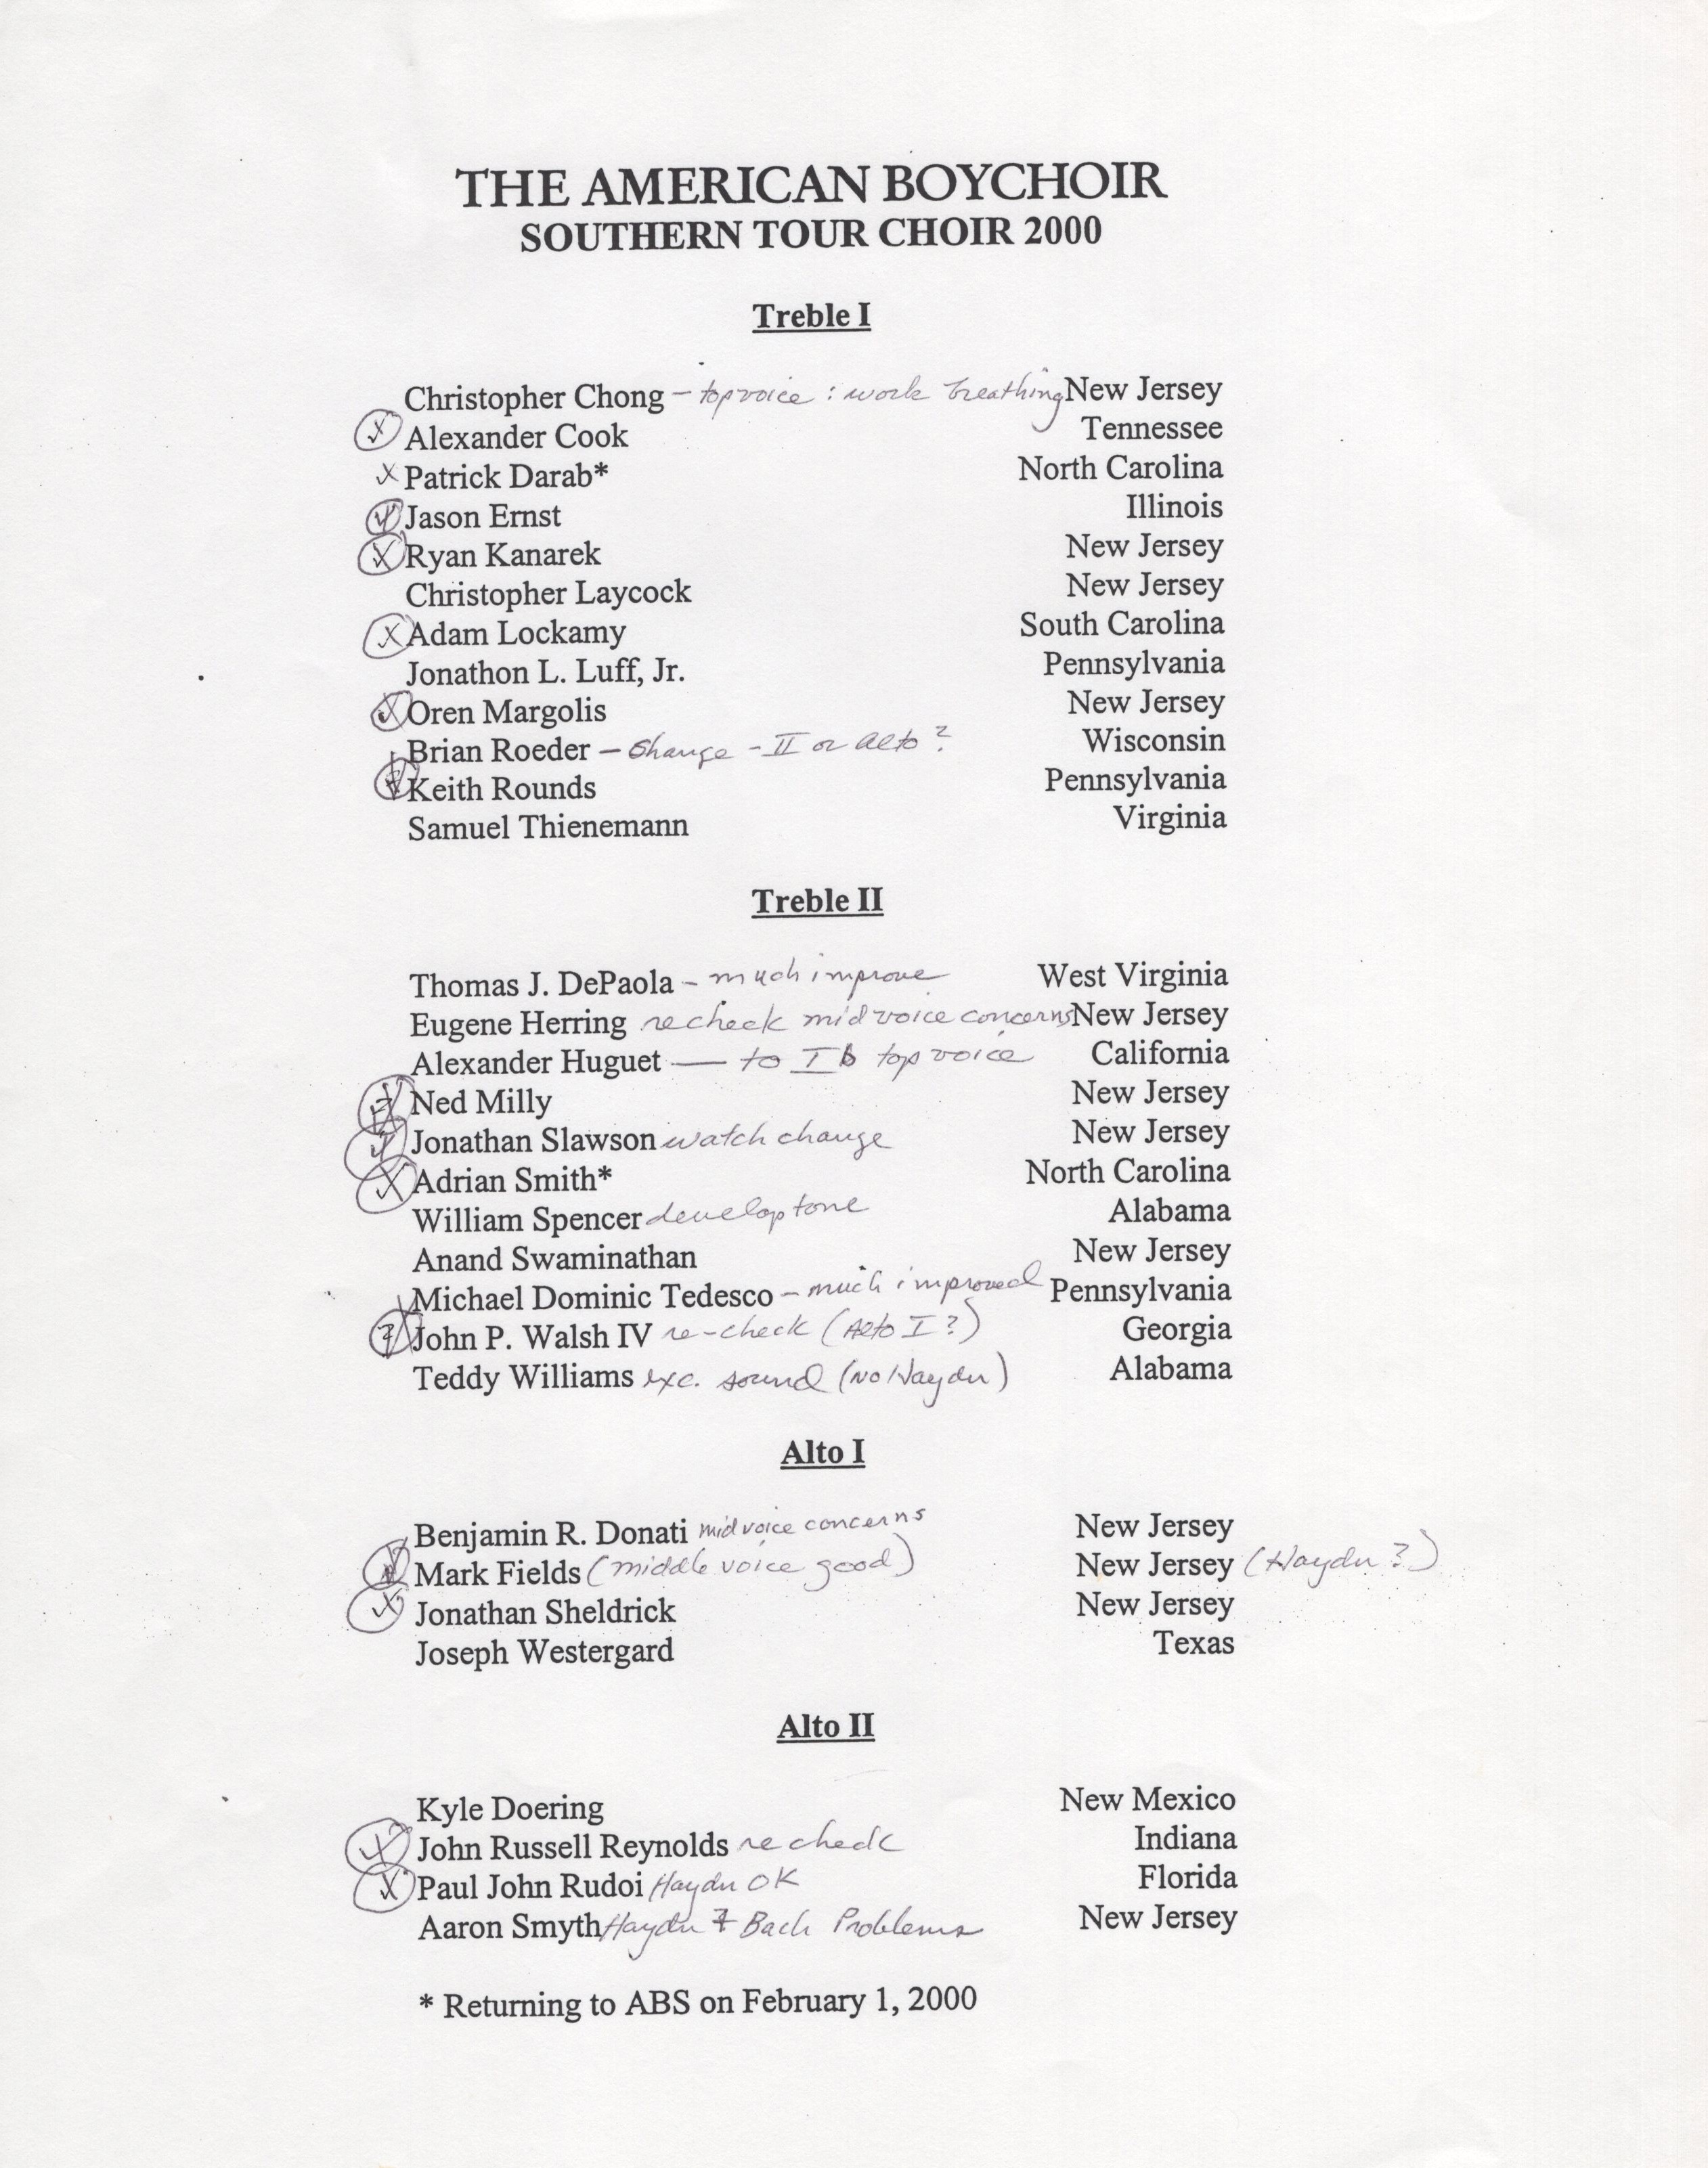 THE AMERICAN BOYCHOIR
SOUTHERN TOUR CHOIR 2000
Treble I
Christopher Chong – top voice : work breathing New Jersey
Alexander Cook Tennessee
x Patrick Darab* North Carolina
Jason Ernst Illinois
x Ryan Kanarek New Jersey
Christopher Laycock New Jersey
x Adam Lockamy South Carolina
Jonathon L. Luff, Jr. Pennsylvania
Oren Margolis New Jersey
Brian Roeder – change - II or alto ? Wisconsin
Keith Rounds Pennsylvania
Samuel Thienemann Virginia
Treble II
Thomas J. DePaola – much improve West Virginia
Eugene Herring recheck mid voice concerns New Jersey
Alexander Huguet — to I b top voice California
Ned Milly New Jersey
Jonathan Slawson watch change New Jersey
Adrian Smith* North Carolina
William Spencer develop tone Alabama
Anand Swaminathan New Jersey
Michael Dominic Tedesco – much improved Pennsylvania
John P. Walsh IV re-check (Alto I ?) Georgia
Teddy Williams exc. sound (No Haydn) Alabama
Alto I
Benjamin R. Donati mid voice concerns New Jersey
Mark Fields (middle voice good) New Jersey (Haydn ?)
Jonathan Sheldrick New Jersey
Joseph Westergard Texas
Alto II
Kyle Doering New Mexico
John Russell Reynolds recheck Indiana
x Paul John Rudoi Haydn OK Florida
Aaron Smyth Haydn & Bach Problems New Jersey
* Returning to ABS on February 1, 2000